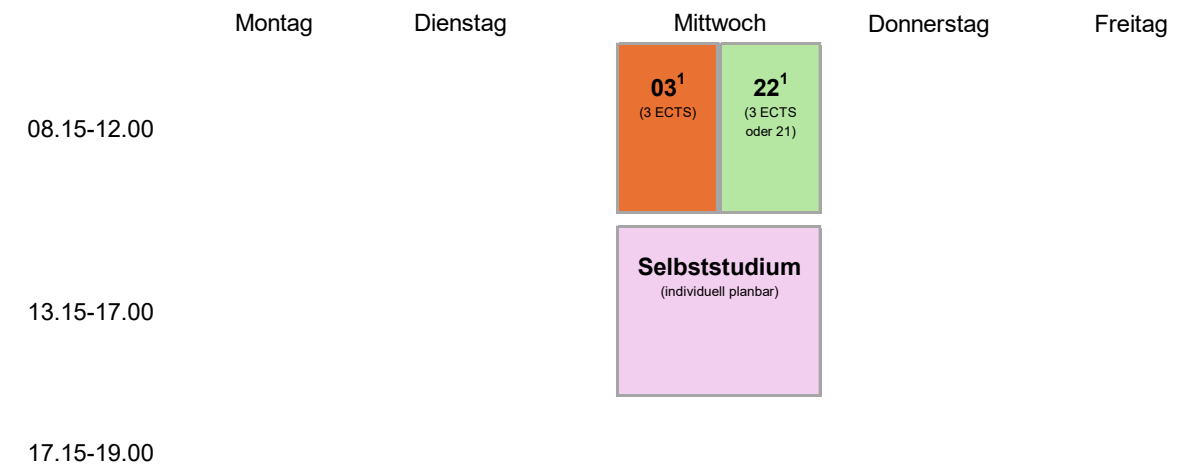 Montag Dienstag Mittwoch Donnerstag Freitag
08.15-12.00
03¹
(3 ECTS)
22¹
(3 ECTS
oder 21)
13.15-17.00
Selbststudium
(individuell planbar)
17.15-19.00